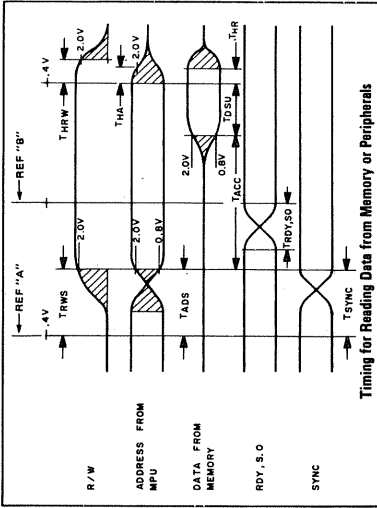 REF "A"
REF "B"
.4V
.4V
TRWS
THRW
2.0V
2.0V
R/W
THA
2.0V
0.8V
2.0V
ADDRESS FROM
MPU
TADS
TACC
TDSU
THR
2.0V
0.8V
DATA FROM
MEMORY
TRDY,SO
RDY, S.O
TSYNC
SYNC
Timing for Reading Data from Memory or Peripherals